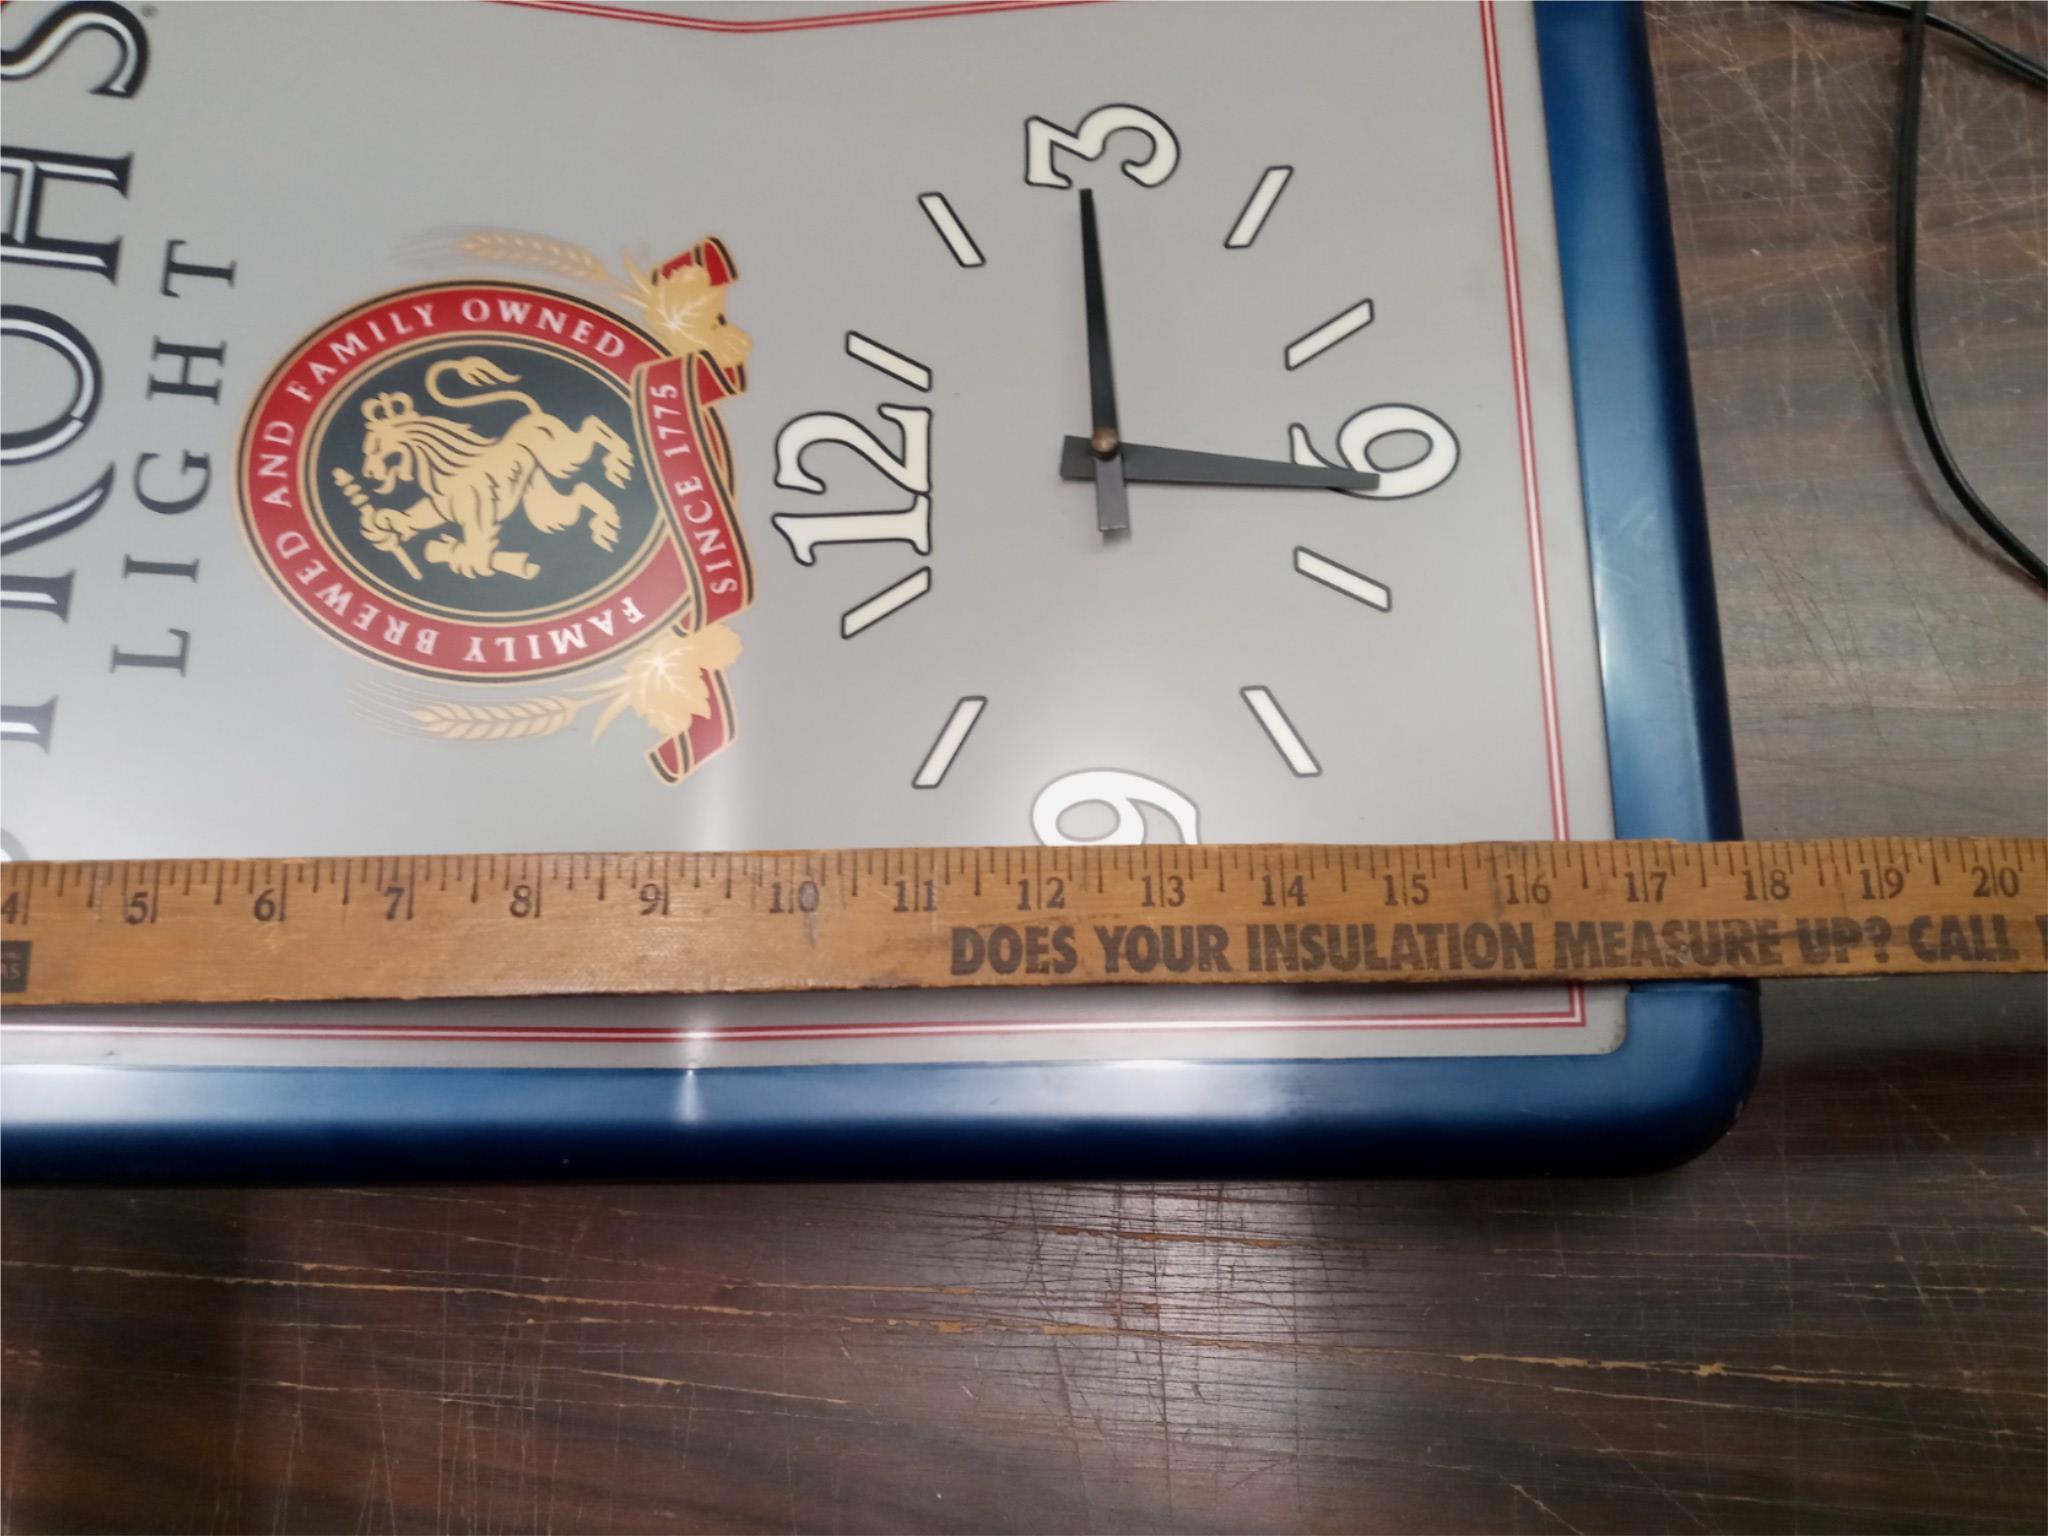 TROHS
®
LIGHT
FAMILY BREWED AND FAMILY OWNED
SINCE 1775
12
3
6
9
4 5 6 7 8 9 10 11 12 13 14 15 16 17 18 19 20
DOES YOUR INSULATION MEASURE UP? CALL